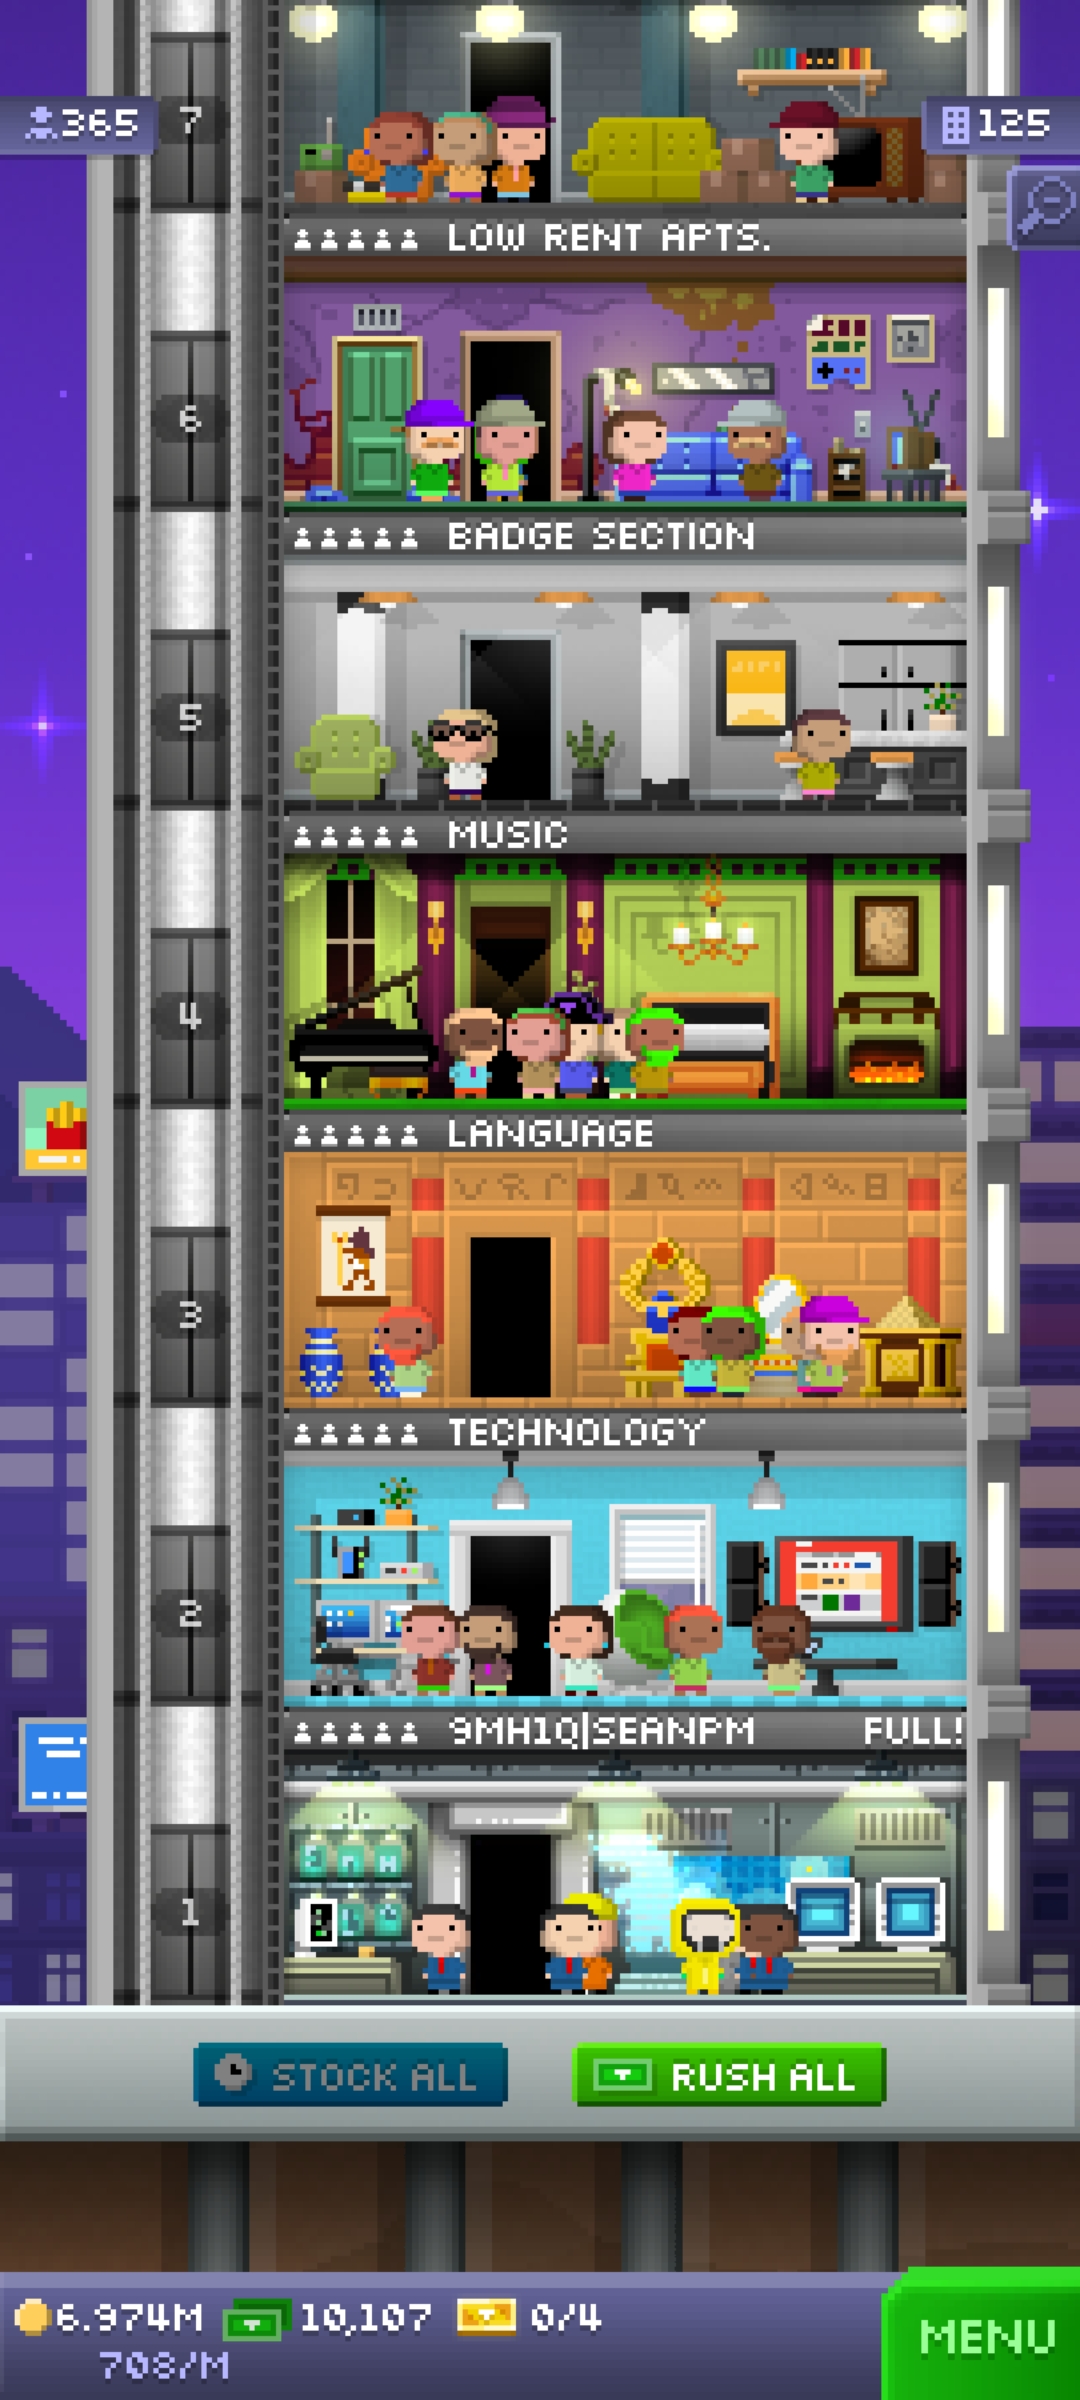 365
7
125
LOW RENT APTS.
6
BADGE SECTION
5
MUSIC
4
LANGUAGE
3
TECHNOLOGY
2
9MH1Q|SEANPM FULL!
1
STOCK ALL
RUSH ALL
6.974M 10,107 0/4
708/M
MENU